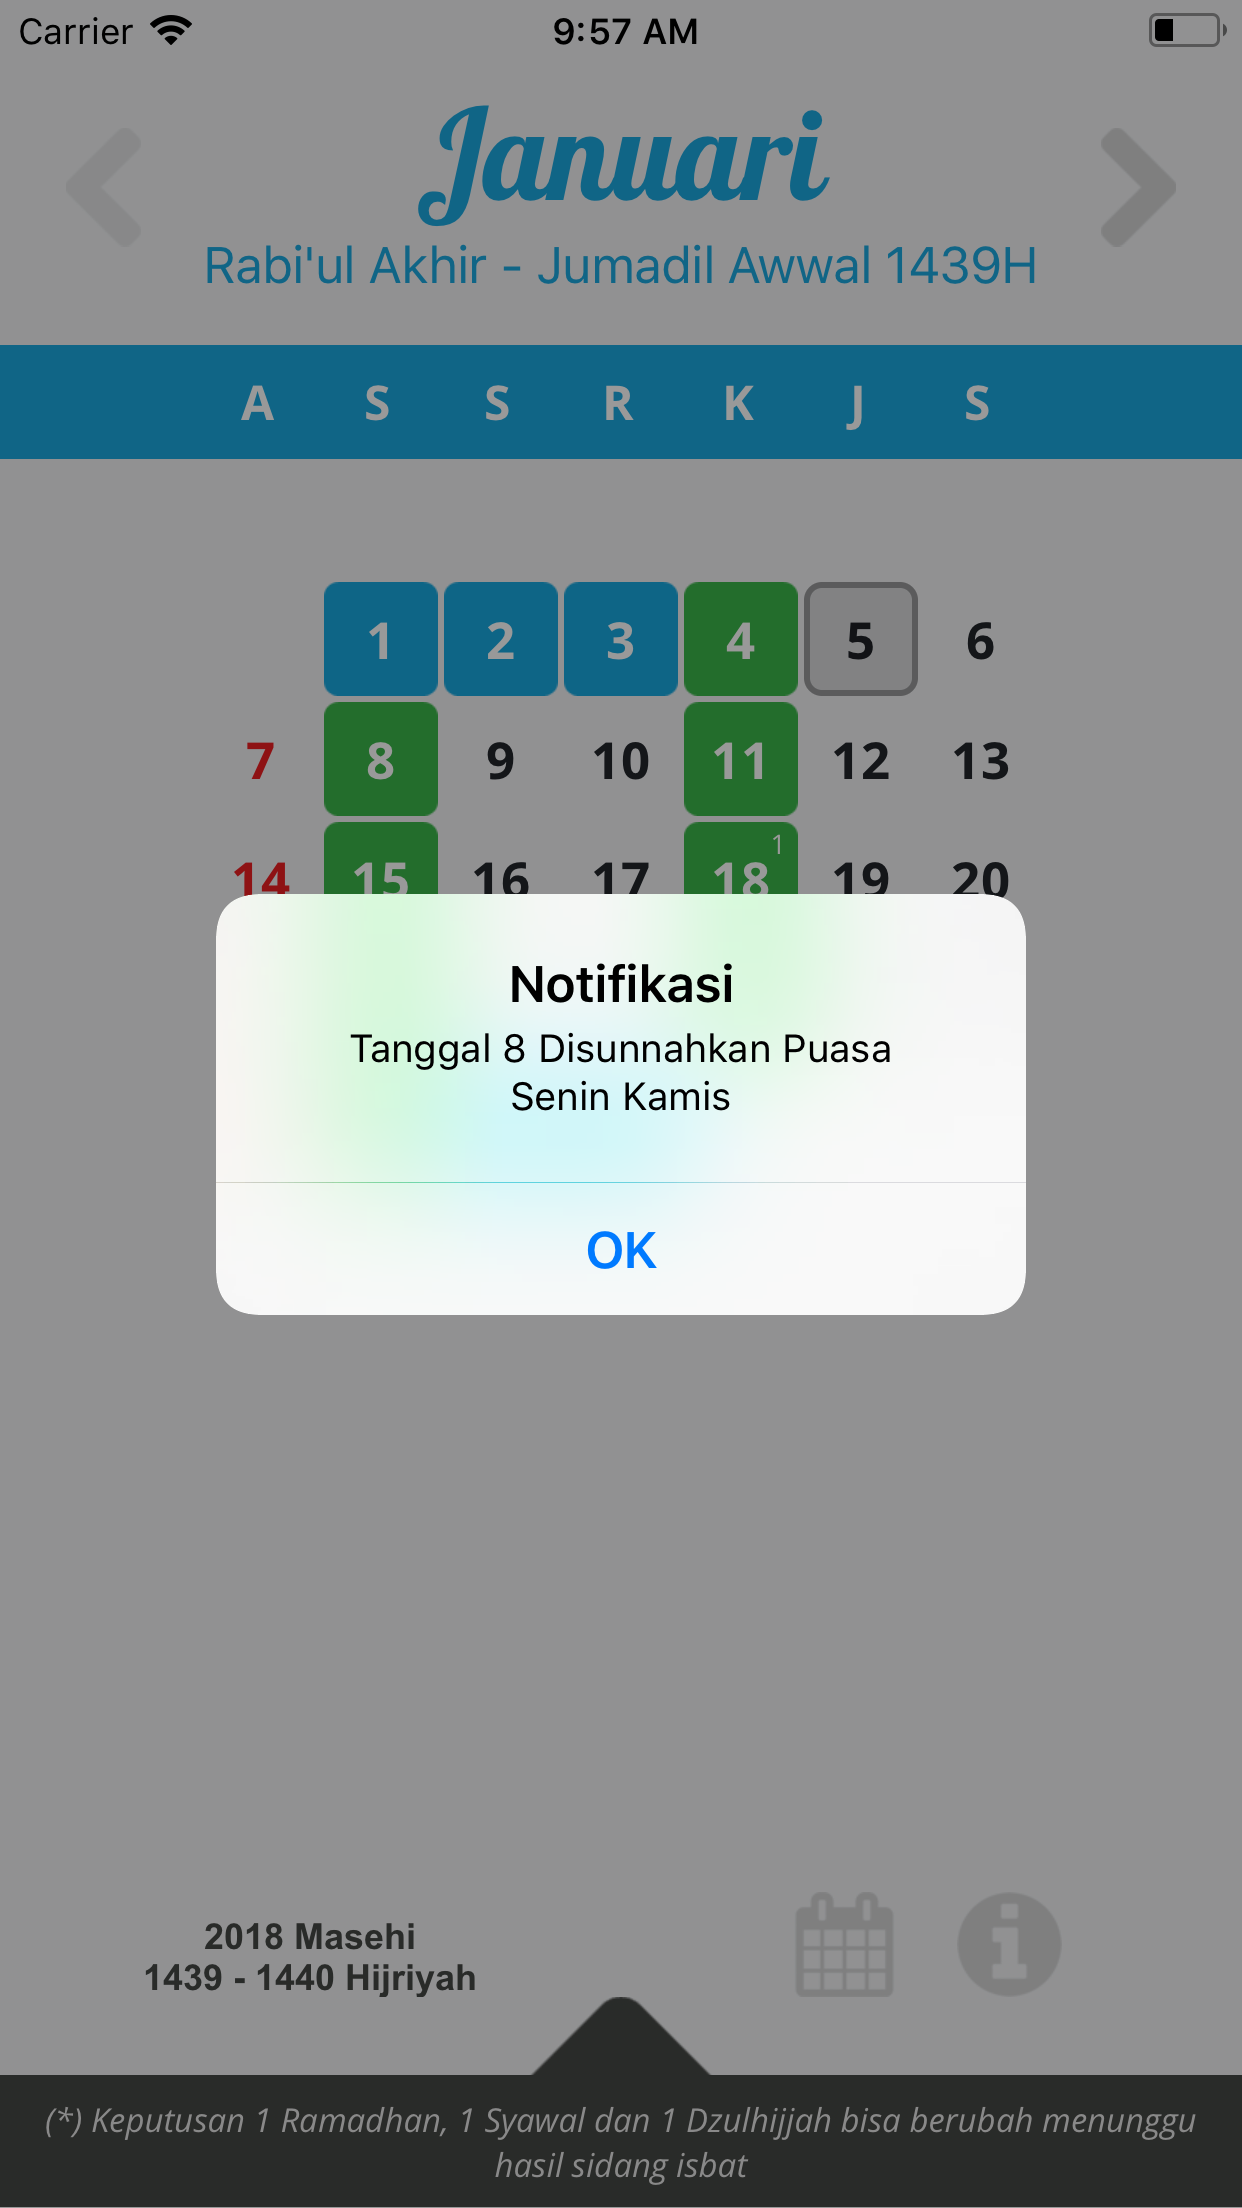 Carrier 9:57 AM
Januari
Rabi'ul Akhir - Jumadil Awwal 1439H
A S S R K J S
1 2 3 4 5 6
7 8 9 10 11 12 13
1
14 15 16 17 18 19 20
Notifikasi
Tanggal 8 Disunnahkan Puasa
Senin Kamis
OK
2018 Masehi
1439 - 1440 Hijriyah
(*) Keputusan 1 Ramadhan, 1 Syawal dan 1 Dzulhijjah bisa berubah menunggu
hasil sidang isbat